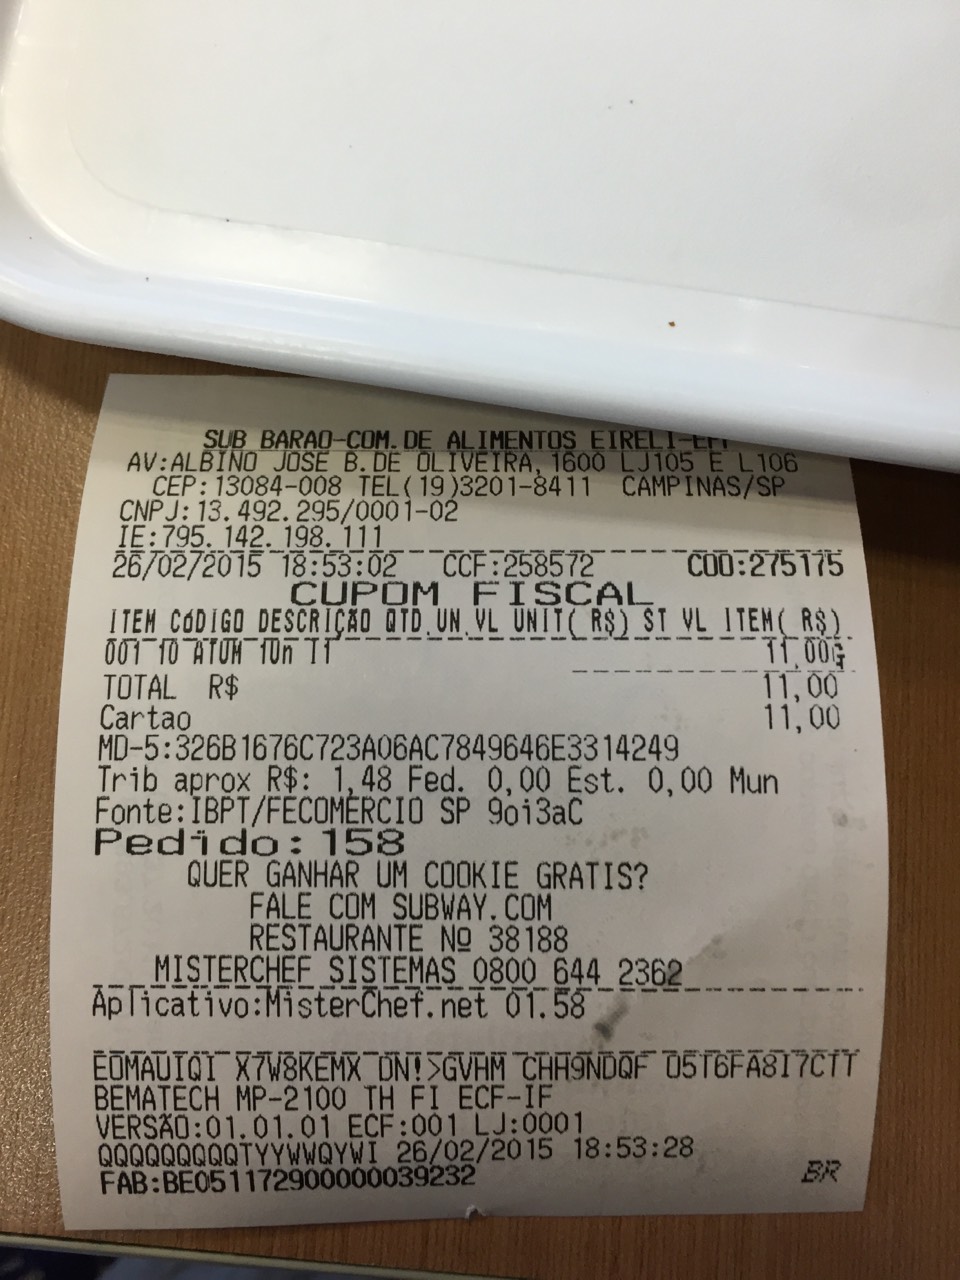 SUB BARAO-COM.DE ALIMENTOS EIRELI-EPP
AV:ALBINO JOSE B.DE OLIVEIRA,1600 LJ105 E L106
CEP:13084-008 TEL(19)3201-8411 CAMPINAS/SP
CNPJ:13.492.295/0001-02
IE:795.142.198.111
26/02/2015 18:53:02 CCF:258572 COO:275175
CUPOM FISCAL
ITEM CóDIGO DESCRIÇÃO QTD.UN.VL UNIT( R$) ST VL ITEM( R$)
001 10 ATUM 1Un I1 11,00G
TOTAL R$ 11,00
Cartao 11,00
MD-5:326B1676C723A06AC7849646E3314249
Trib aprox R$: 1,48 Fed. 0,00 Est. 0,00 Mun
Fonte:IBPT/FECOMERCIO SP 9oi3aC
Pedido:158
QUER GANHAR UM COOKIE GRATIS?
FALE COM SUBWAY.COM
RESTAURANTE Nº 38188
MISTERCHEF SISTEMAS 0800 644 2362
Aplicativo:MisterChef.net 01.58
EOMAUIQI X7W8KEMX DN!>GVHM CHH9NDQF O5T6FA8I7CTT
BEMATECH MP-2100 TH FI ECF-IF
VERSÃO:01.01.01 ECF:001 LJ:0001
QQQQQQQQQTYYWWQYWI 26/02/2015 18:53:28
FAB:BE051172900000039232 BR